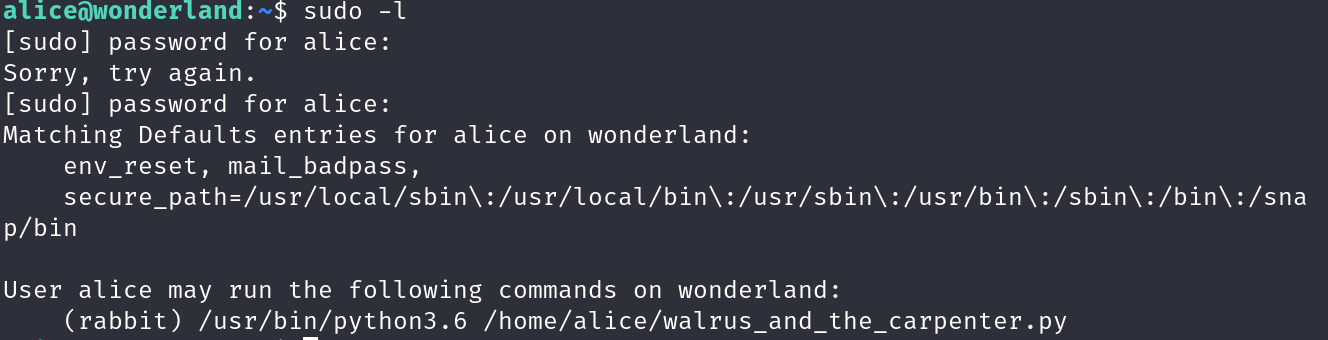 alice@wonderland:~$ sudo -l
[sudo] password for alice:
Sorry, try again.
[sudo] password for alice:
Matching Defaults entries for alice on wonderland:
    env_reset, mail_badpass,
    secure_path=/usr/local/sbin\:/usr/local/bin\:/usr/sbin\:/usr/bin\:/sbin\:/bin\:/sna
p/bin

User alice may run the following commands on wonderland:
    (rabbit) /usr/bin/python3.6 /home/alice/walrus_and_the_carpenter.py